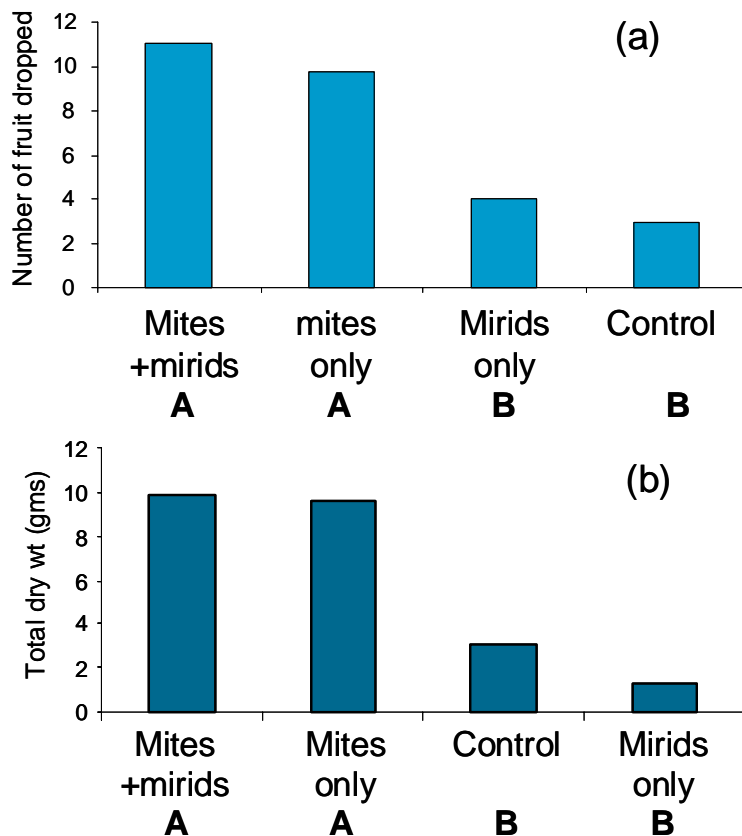 (a)
Number of fruit dropped
12
10
8
6
4
2
0
Mites +mirids
mites only
Mirids only
Control
A A B B
(b)
Total dry wt (gms)
12
10
8
6
4
2
0
Mites +mirids
Mites only
Control
Mirids only
A A B B